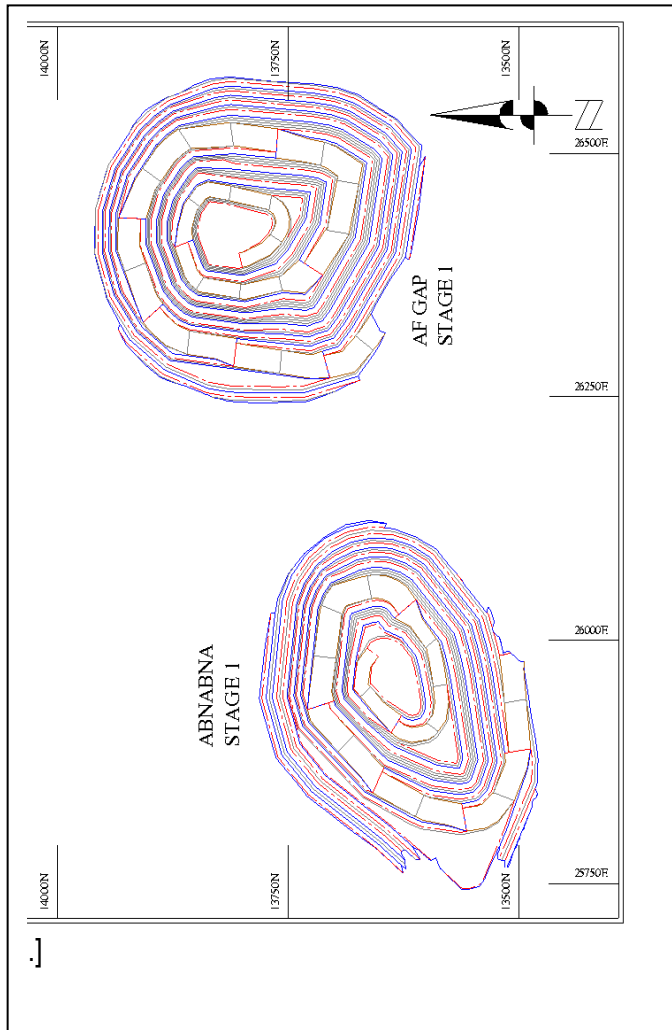 14000N
13750N
13500N
26500E
AF GAP
STAGE 1
26250E
26000E
ABNABNA
STAGE 1
25750E
14000N
13750N
13500N
.]